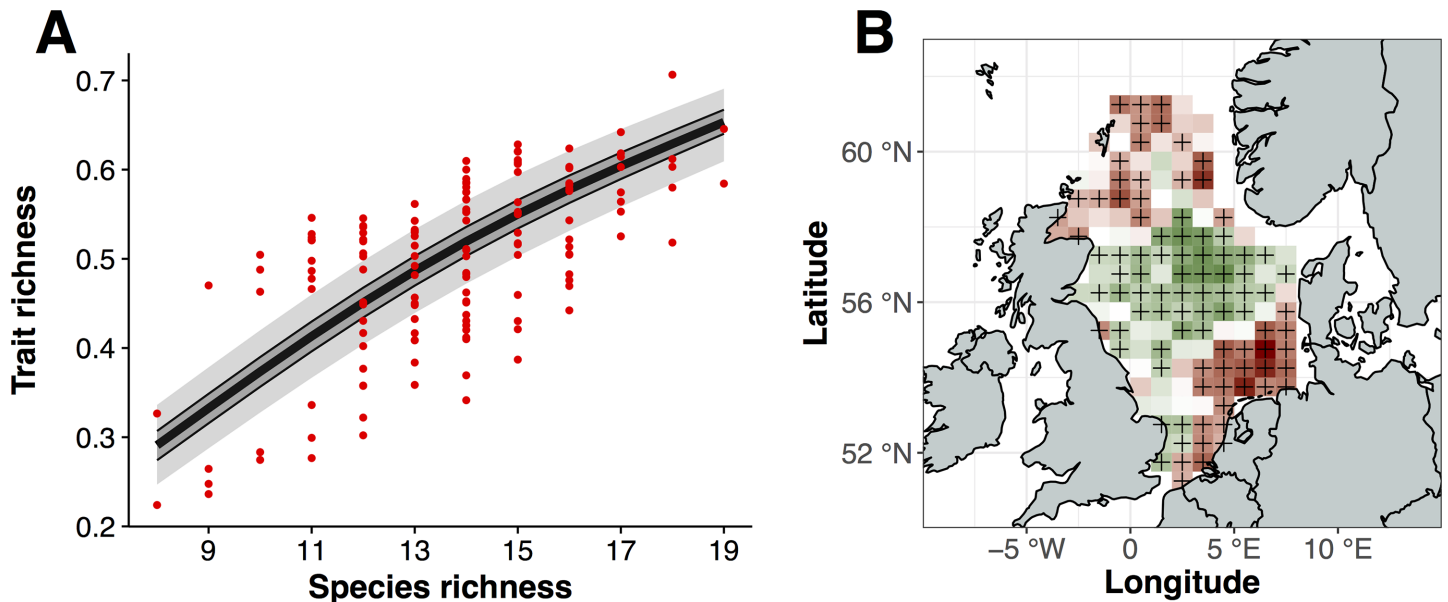 A
0.7
0.6
0.5
0.4
0.3
0.2
Trait richness
9 11 13 15 17 19
Species richness
B
60 °N
56 °N
52 °N
Latitude
−5 °W 0 5 °E 10 °E
Longitude